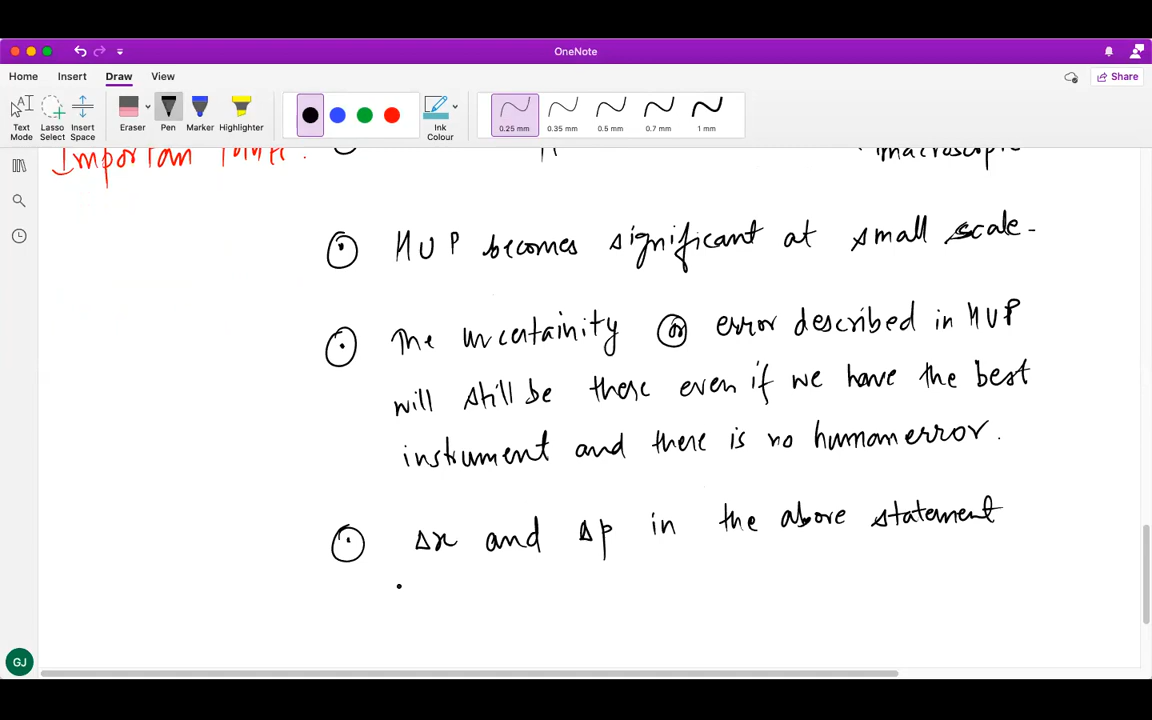 OneNote
Home Insert Draw View
Share
Text Mode
Lasso Select
Insert Space
Eraser
Pen
Marker
Highlighter
Ink Colour
0.25 mm
0.35 mm
0.5 mm
0.7 mm
1 mm
Important Points :
macroscopic
HUP becomes significant at small scale-
The uncertainity or error described in HUP
will still be there even if we have the best
instrument and there is no human error.
Δx and Δp in the above statement
GJ